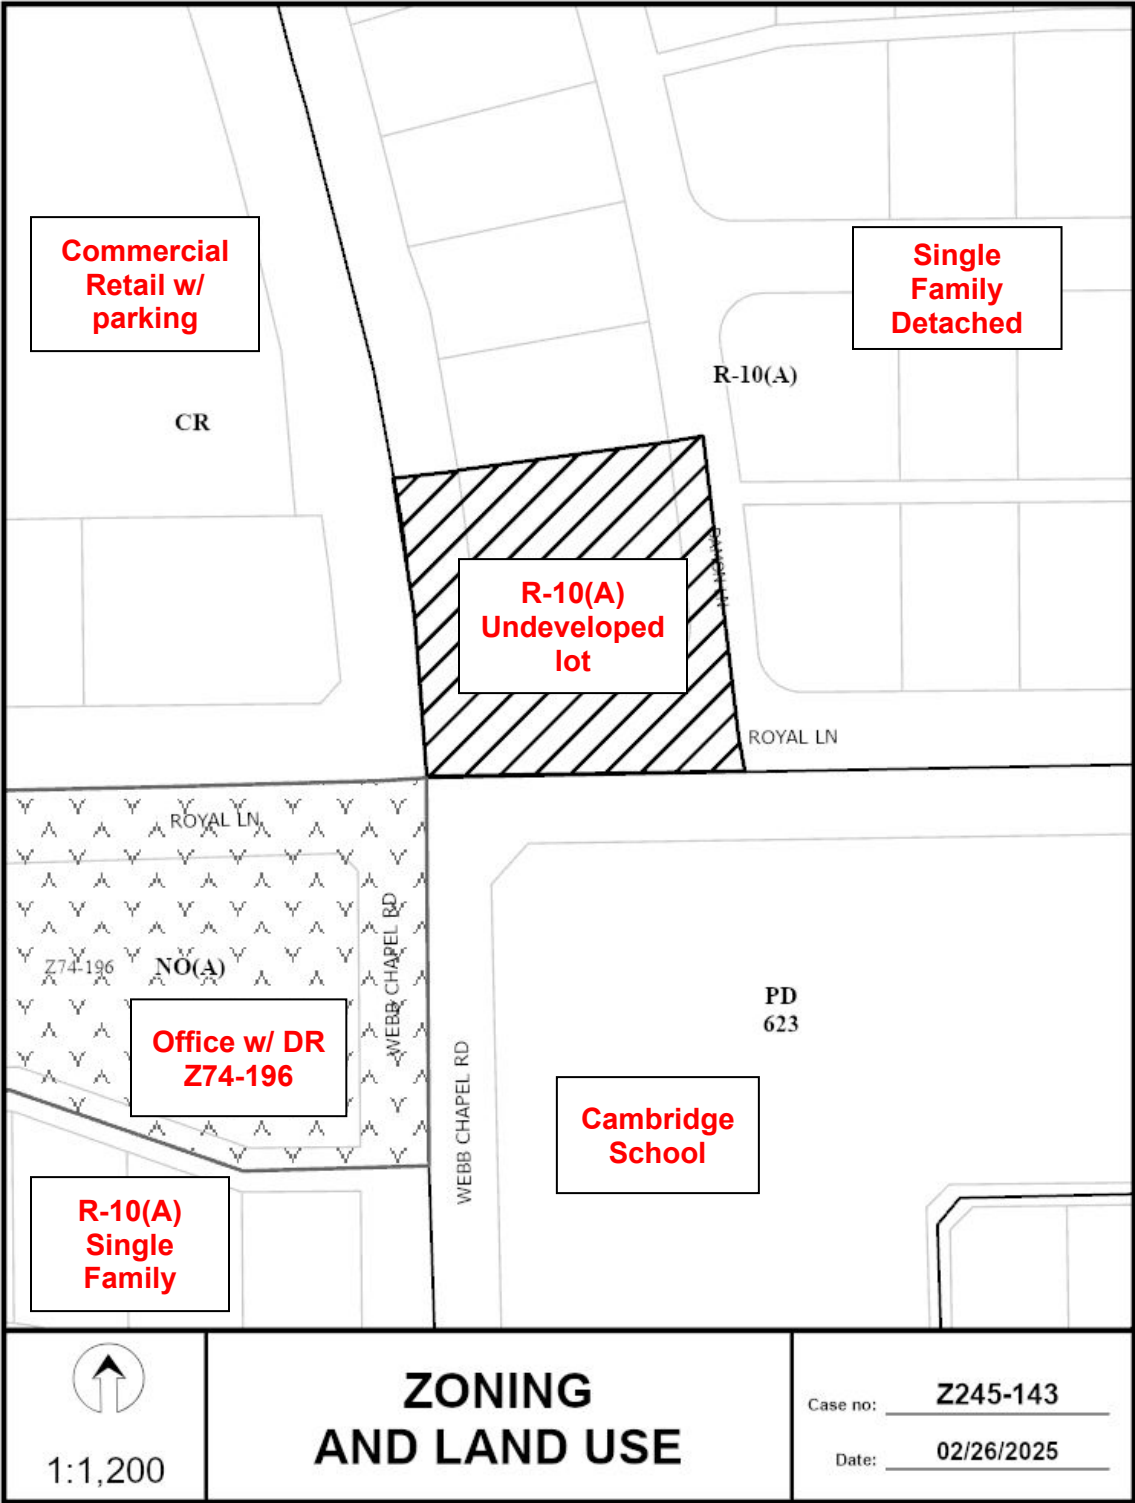 Commercial
Retail w/
parking
Single
Family
Detached
R-10(A)
CR
R-10(A)
Undeveloped
lot
DAMON LN
ROYAL LN
ROYAL LN
WEBB CHAPEL RD
Z74-196
NO(A)
PD
623
Office w/ DR
Z74-196
WEBB CHAPEL RD
Cambridge
School
R-10(A)
Single
Family
1:1,200
ZONING
AND LAND USE
Case no: Z245-143
Date: 02/26/2025